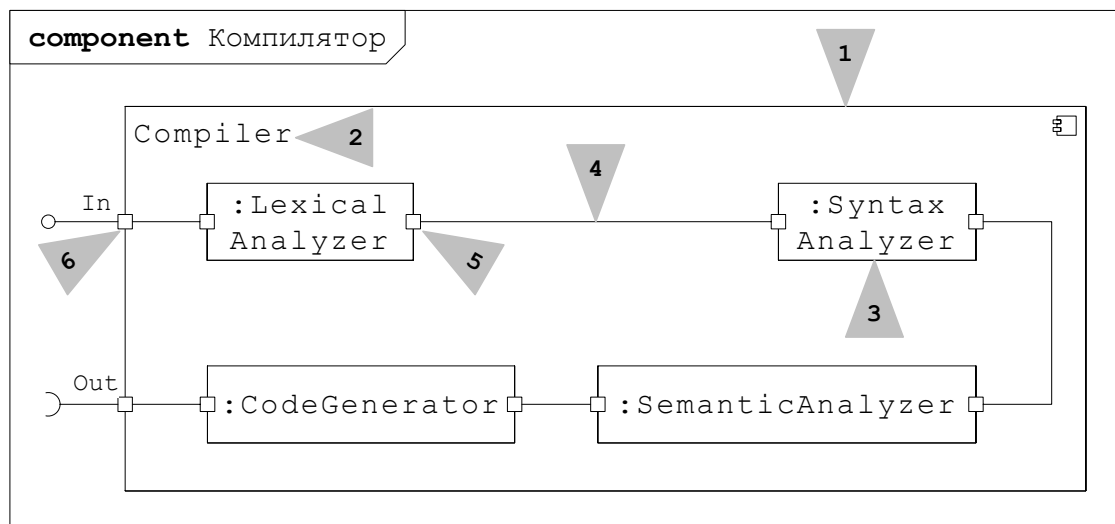 component Компилятор
1
Compiler
2
4
In
:Lexical
Analyzer
:Syntax
Analyzer
6
5
3
Out
:CodeGenerator
:SemanticAnalyzer